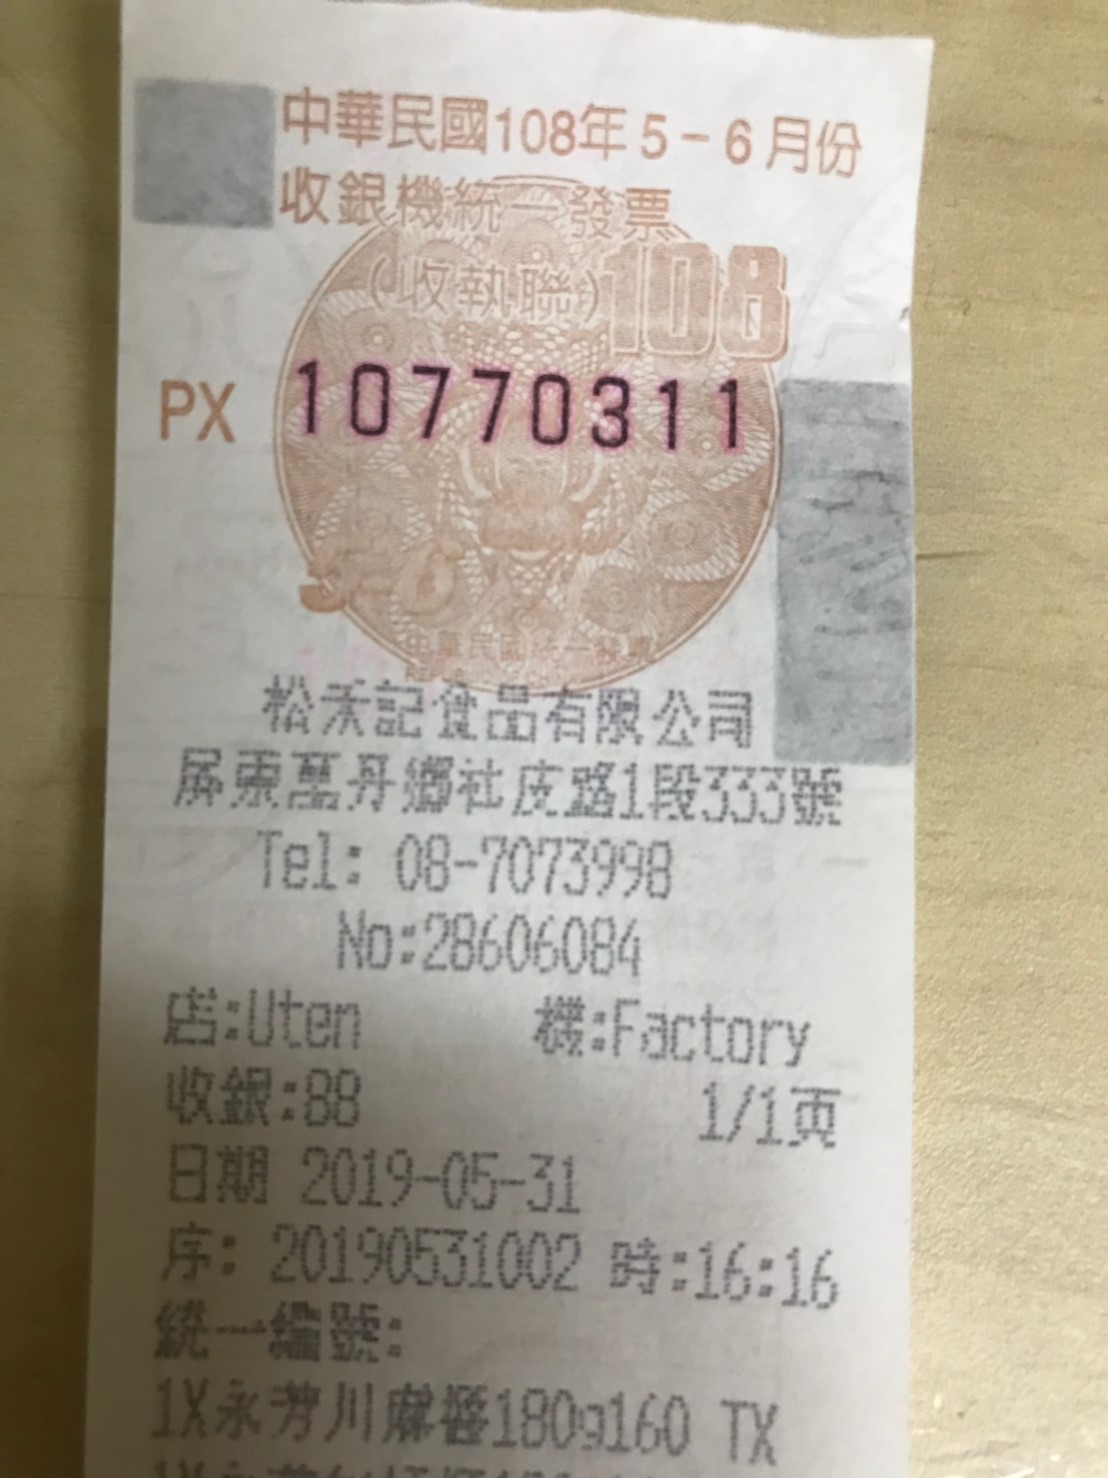 中華民國108年5-6月份
收銀機統一發票
(收執聯)
108
PX 10770311
5-6
中華民國統一發票
松禾記食品有限公司
屏東萬丹鄉社皮路1段333號
Tel: 08-7073998
No:28606084
店:Uten 機:Factory
收銀:88 1/1頁
日期 2019-05-31
序: 20190531002 時:16:16
統一編號:
1X永芳川麻醬180g160 TX